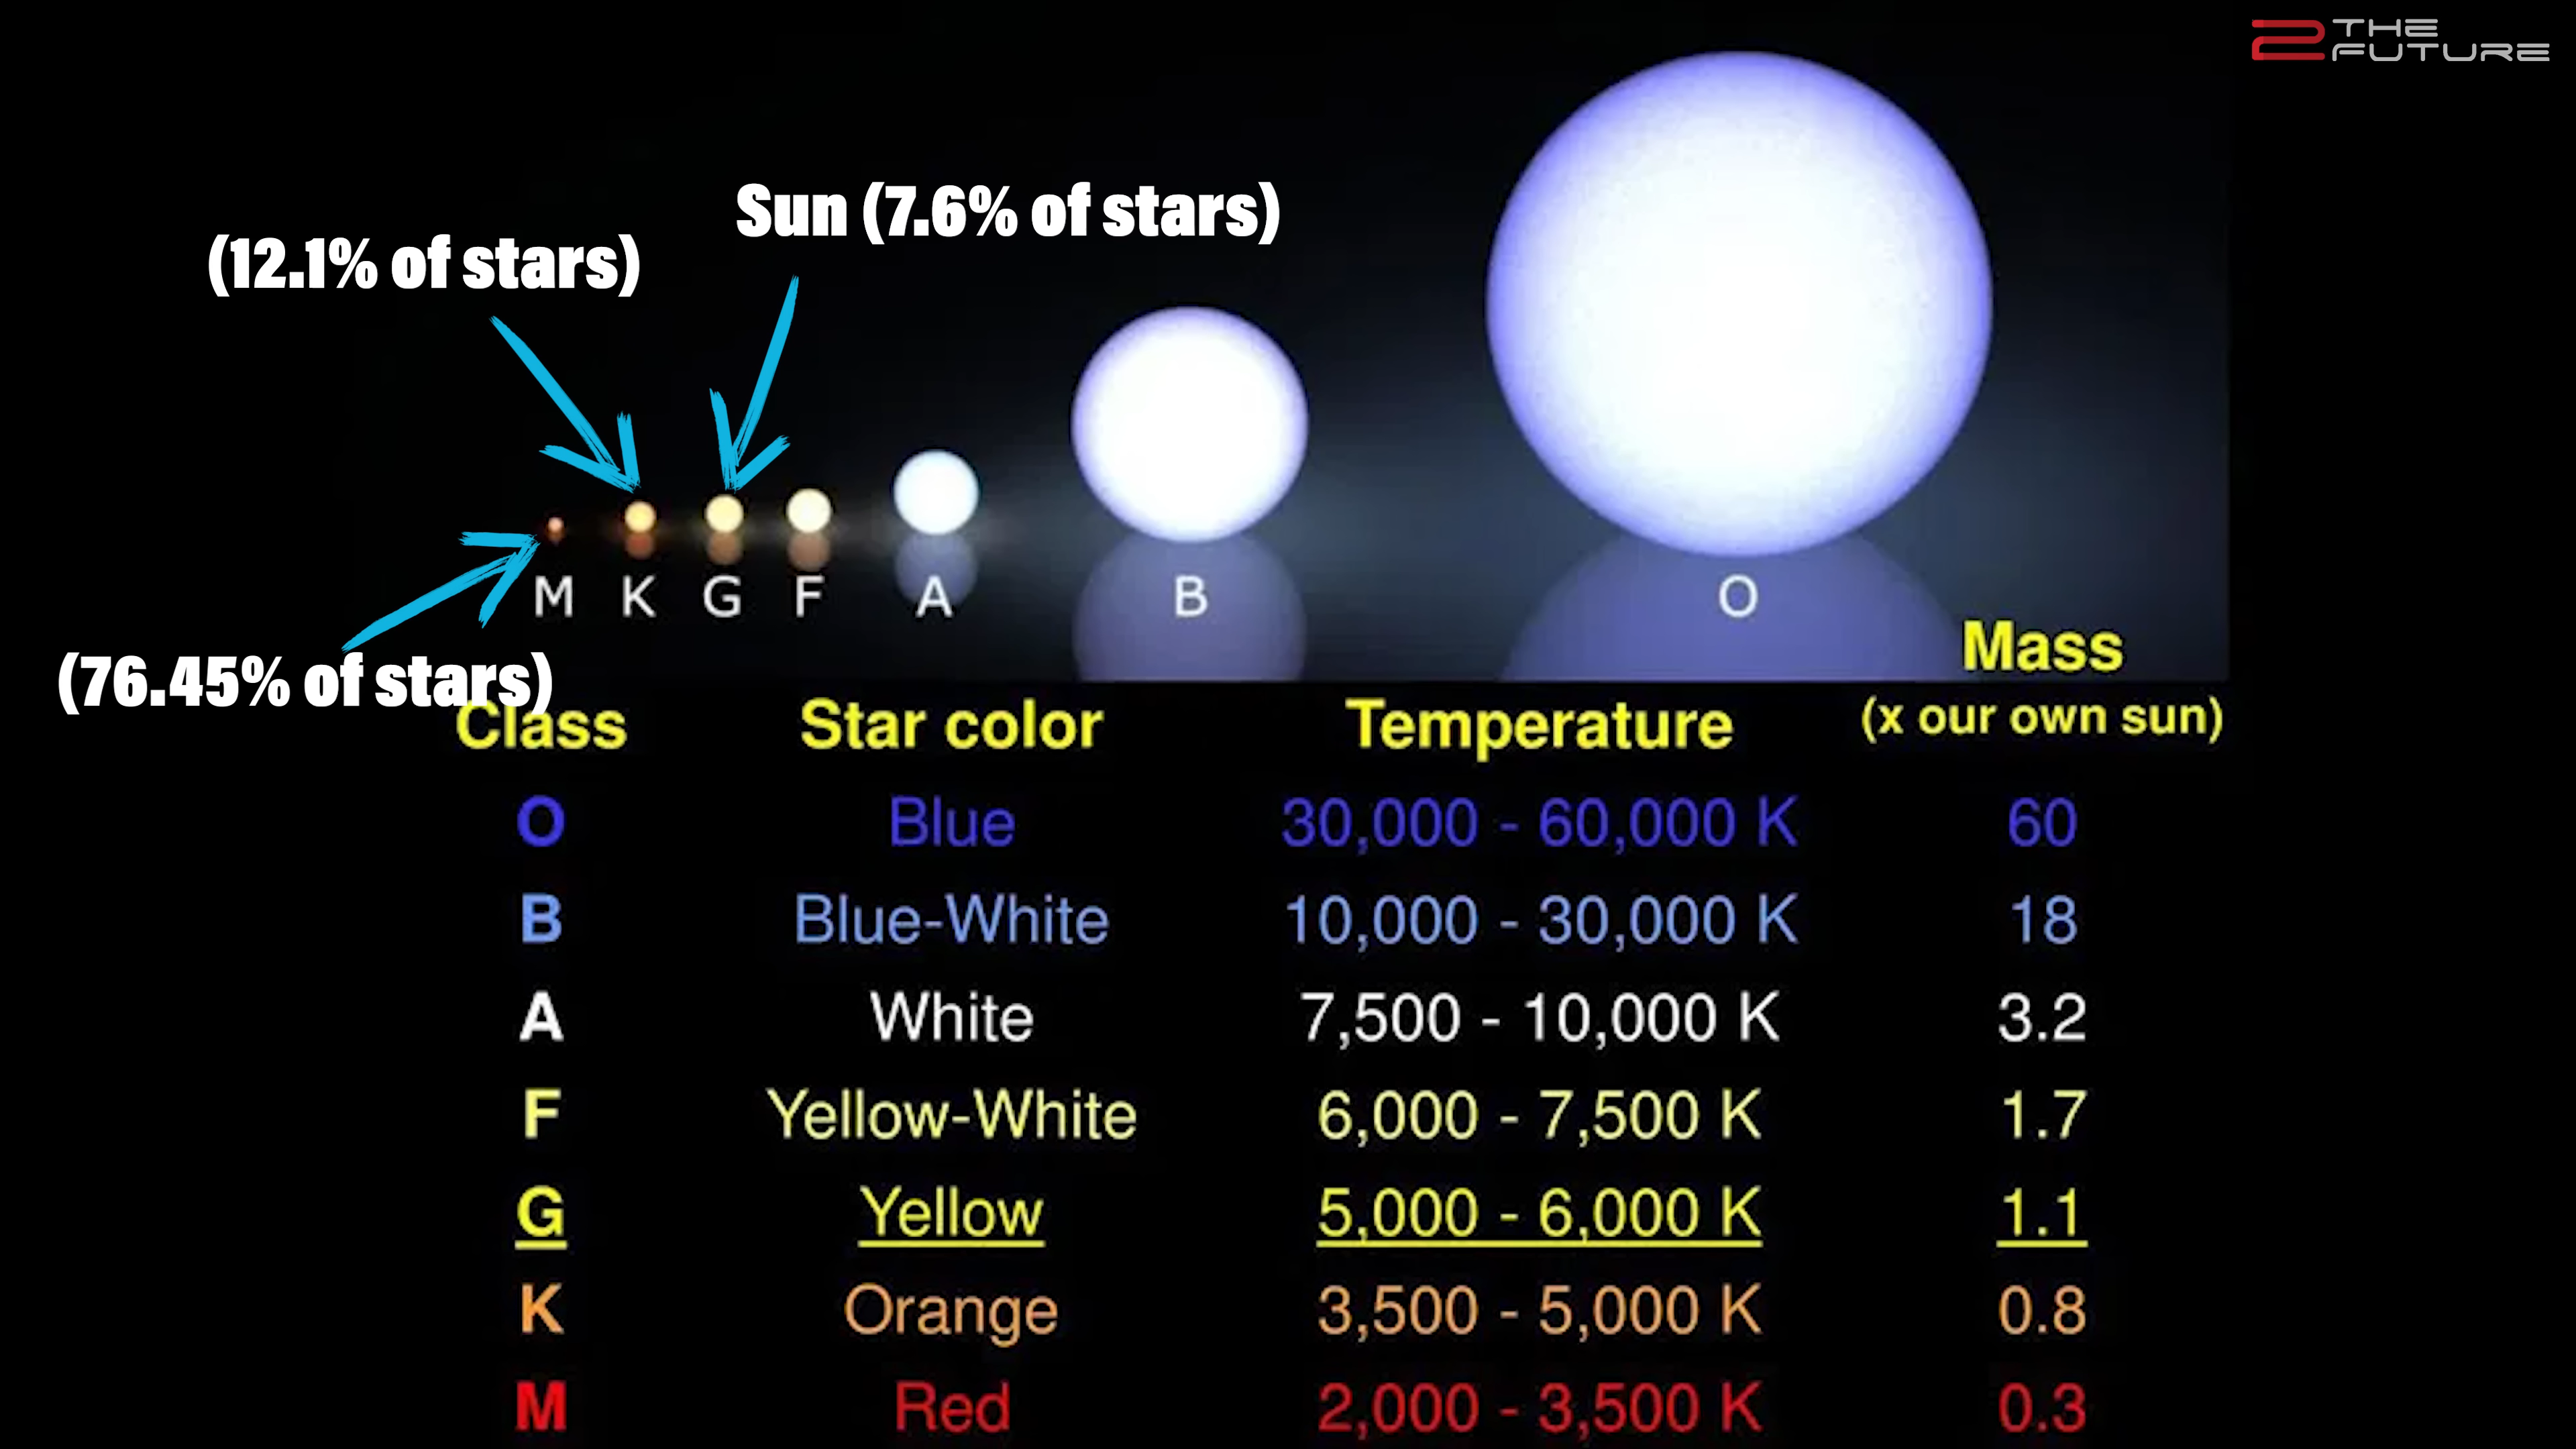 2 THE
FUTURE
Sun (7.6% of stars)
(12.1% of stars)
M K G F A B O
(76.45% of stars)
Mass
Class Star color Temperature (x our own sun)
O Blue 30,000 - 60,000 K 60
B Blue-White 10,000 - 30,000 K 18
A White 7,500 - 10,000 K 3.2
F Yellow-White 6,000 - 7,500 K 1.7
G Yellow 5,000 - 6,000 K 1.1
K Orange 3,500 - 5,000 K 0.8
M Red 2,000 - 3,500 K 0.3